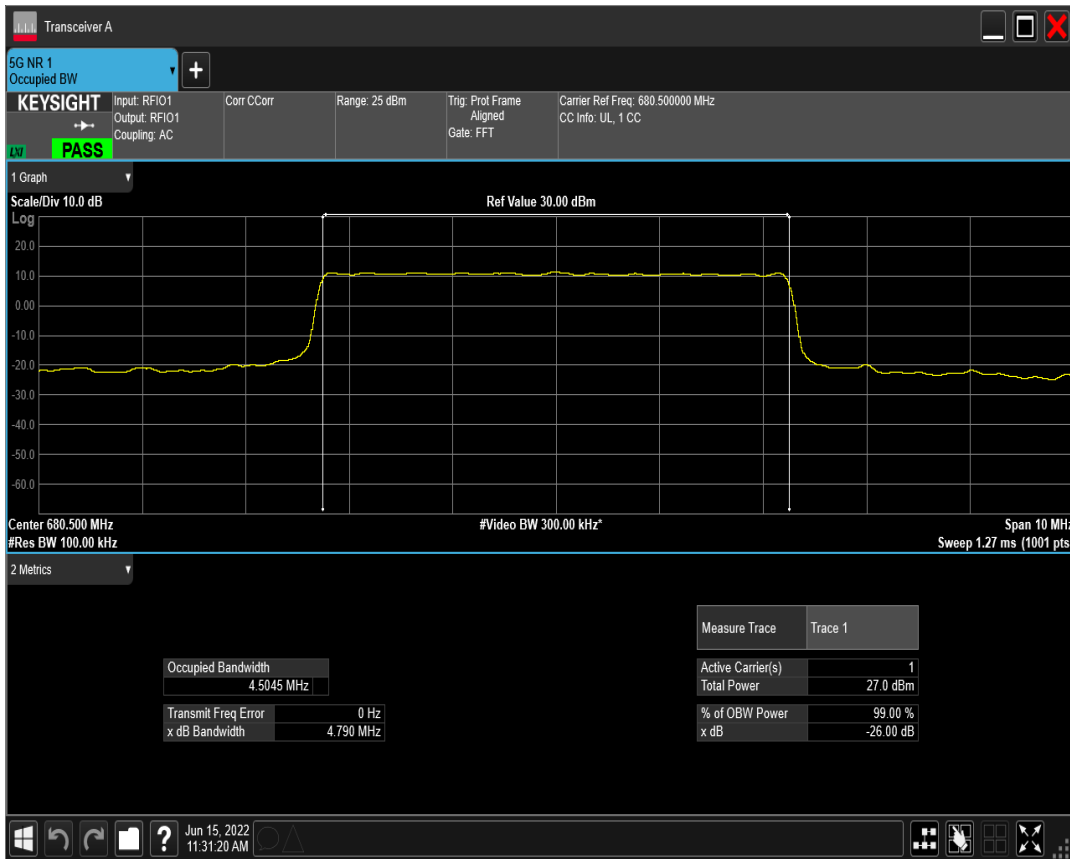 Transceiver A
5G NR 1
Occupied BW
KEYSIGHT
Input: RFIO1
Output: RFIO1
Coupling: AC
Corr CCorr
Range: 25 dBm
Trig: Prot Frame
Aligned
Gate: FFT
Carrier Ref Freq: 680.500000 MHz
CC Info: UL, 1 CC
LXI
PASS
1 Graph
Scale/Div 10.0 dB
Ref Value 30.00 dBm
Log
20.0
10.0
0.00
-10.0
-20.0
-30.0
-40.0
-50.0
-60.0
Center 680.500 MHz
#Video BW 300.00 kHz*
Span 10 MHz
#Res BW 100.00 kHz
Sweep 1.27 ms (1001 pts
2 Metrics
Measure Trace Trace 1
Occupied Bandwidth
4.5045 MHz
Active Carrier(s) 1
Total Power 27.0 dBm
Transmit Freq Error 0 Hz
x dB Bandwidth 4.790 MHz
% of OBW Power 99.00 %
x dB -26.00 dB
?
Jun 15, 2022
11:31:20 AM